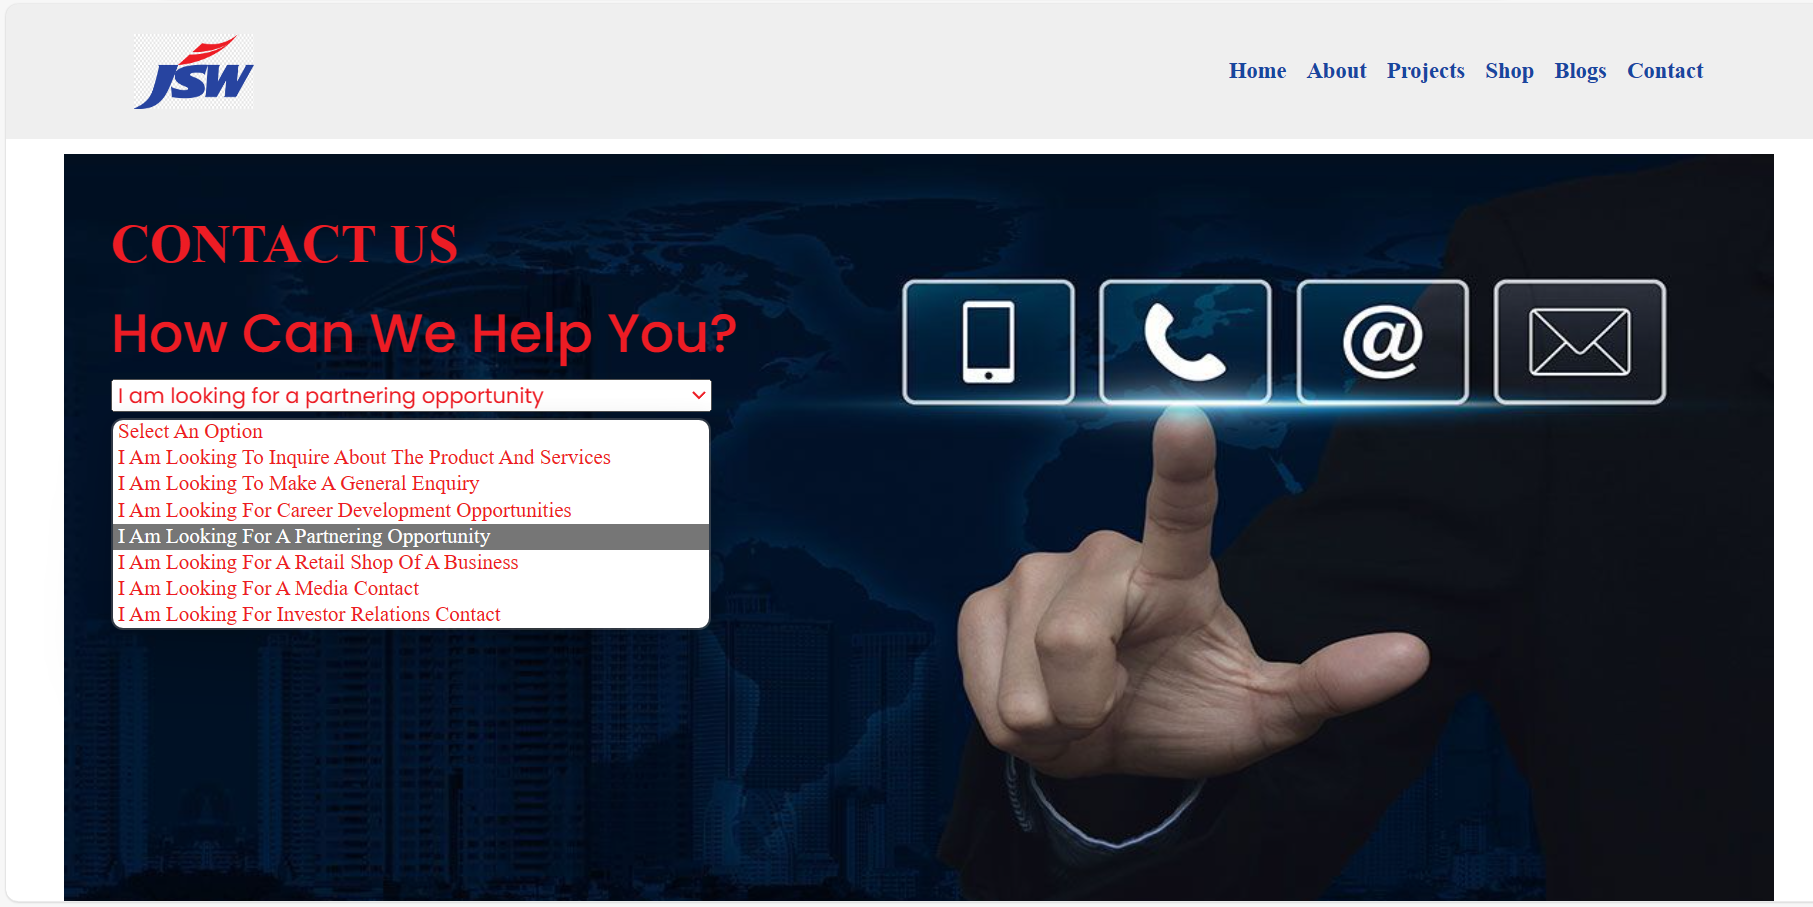 JSW
Home About Projects Shop Blogs Contact
CONTACT US
How Can We Help You?
I am looking for a partnering opportunity
Select An Option
I Am Looking To Inquire About The Product And Services
I Am Looking To Make A General Enquiry
I Am Looking For Career Development Opportunities
I Am Looking For A Partnering Opportunity
I Am Looking For A Retail Shop Of A Business
I Am Looking For A Media Contact
I Am Looking For Investor Relations Contact
@